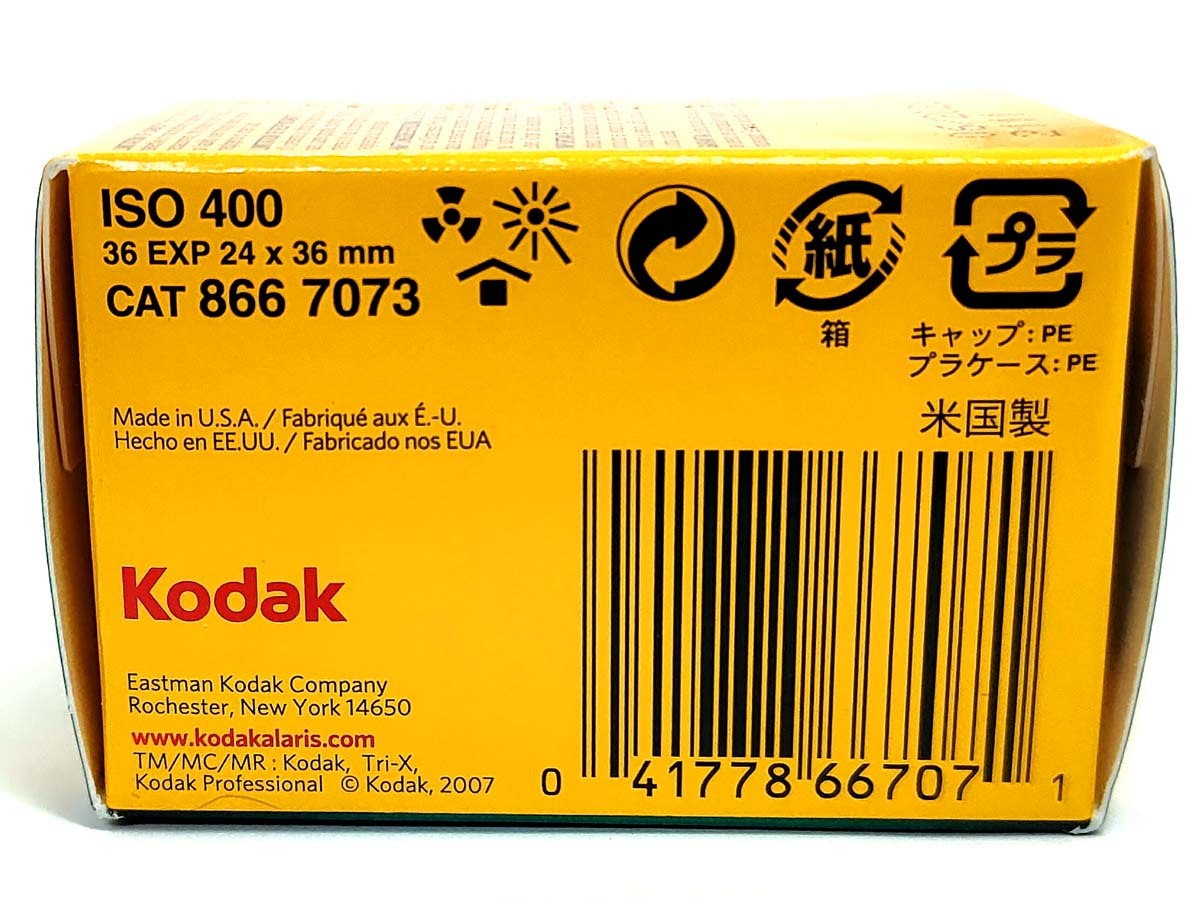 ISO 400
36 EXP 24 x 36 mm
CAT 866 7073
紙
箱
プラ
キャップ:PE
プラケース:PE
米国製
Made in U.S.A. / Fabriqué aux É.-U.
Hecho en EE.UU. / Fabricado nos EUA
Kodak
Eastman Kodak Company
Rochester, New York 14650
www.kodakalaris.com
TM/MC/MR : Kodak, Tri-X,
Kodak Professional © Kodak, 2007
0 41778 66707 1